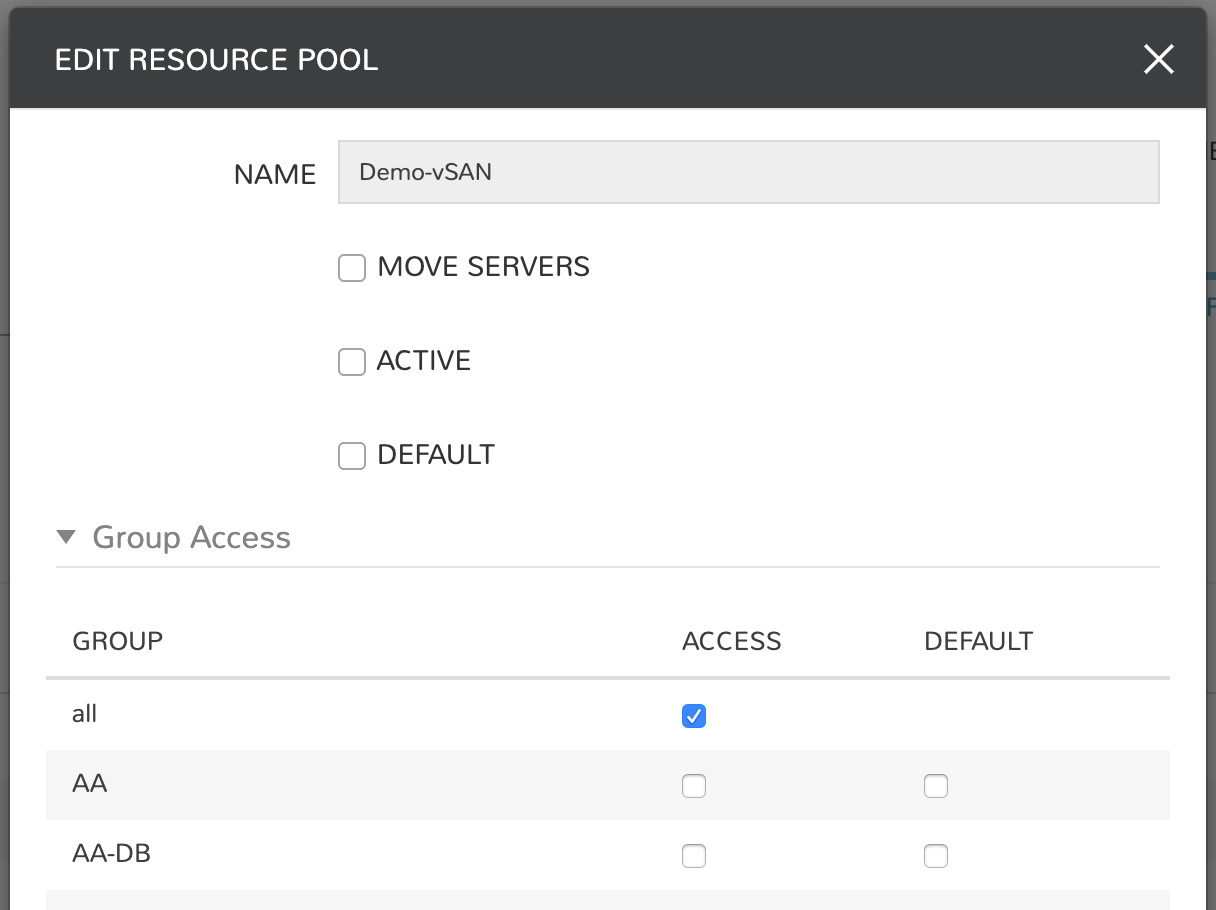 EDIT RESOURCE POOL
NAME Demo-vSAN
MOVE SERVERS
ACTIVE
DEFAULT
Group Access
GROUP ACCESS DEFAULT
all
AA
AA-DB